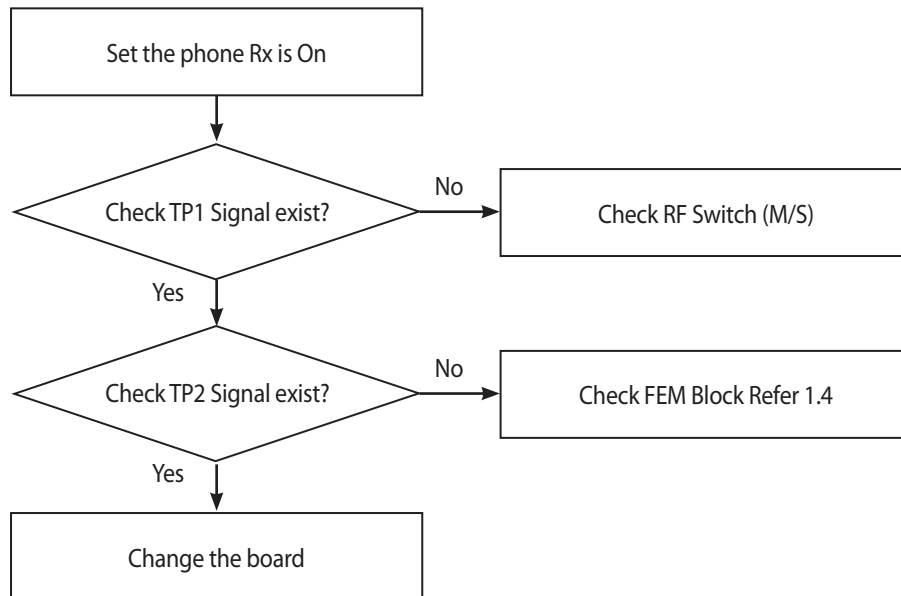 Set the phone Rx is On
Check TP1 Signal exist?
No
Check RF Switch (M/S)
Yes
Check TP2 Signal exist?
No
Check FEM Block Refer 1.4
Yes
Change the board